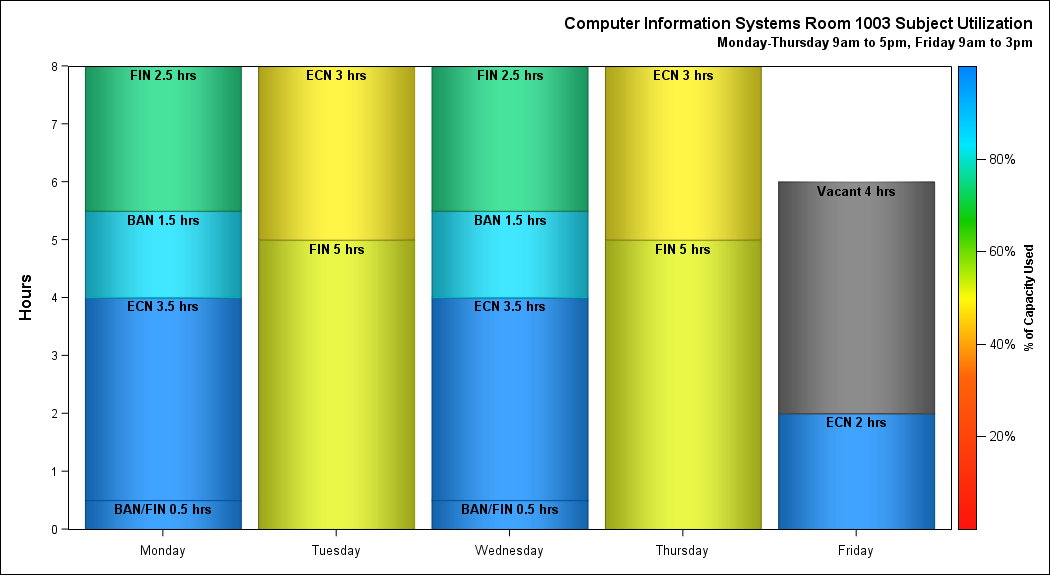 Computer Information Systems Room 1003 Subject Utilization
Monday-Thursday 9am to 5pm, Friday 9am to 3pm
Hours
8
7
6
5
4
3
2
1
0
FIN 2.5 hrs
BAN 1.5 hrs
ECN 3.5 hrs
BAN/FIN 0.5 hrs
ECN 3 hrs
FIN 5 hrs
FIN 2.5 hrs
BAN 1.5 hrs
ECN 3.5 hrs
BAN/FIN 0.5 hrs
ECN 3 hrs
FIN 5 hrs
Vacant 4 hrs
ECN 2 hrs
Monday
Tuesday
Wednesday
Thursday
Friday
80%
60%
40%
20%
% of Capacity Used